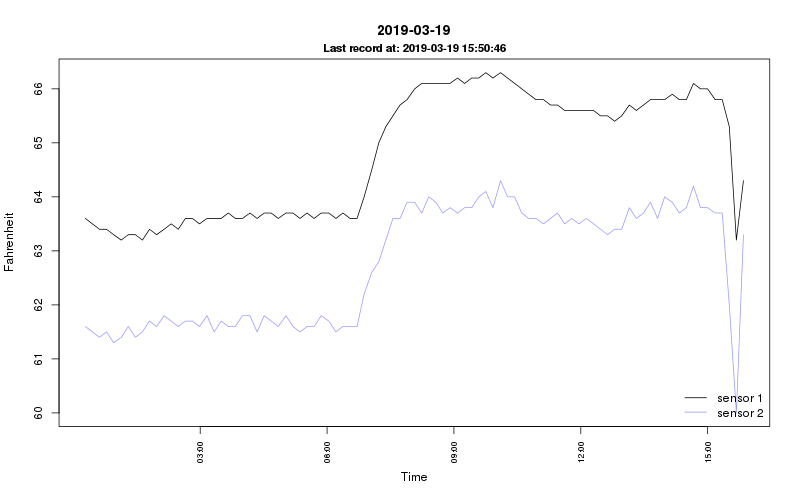 2019-03-19
Last record at: 2019-03-19 15:50:46
Fahrenheit
66
65
64
63
62
61
60
sensor 1
sensor 2
03:00
06:00
09:00
12:00
15:00
Time